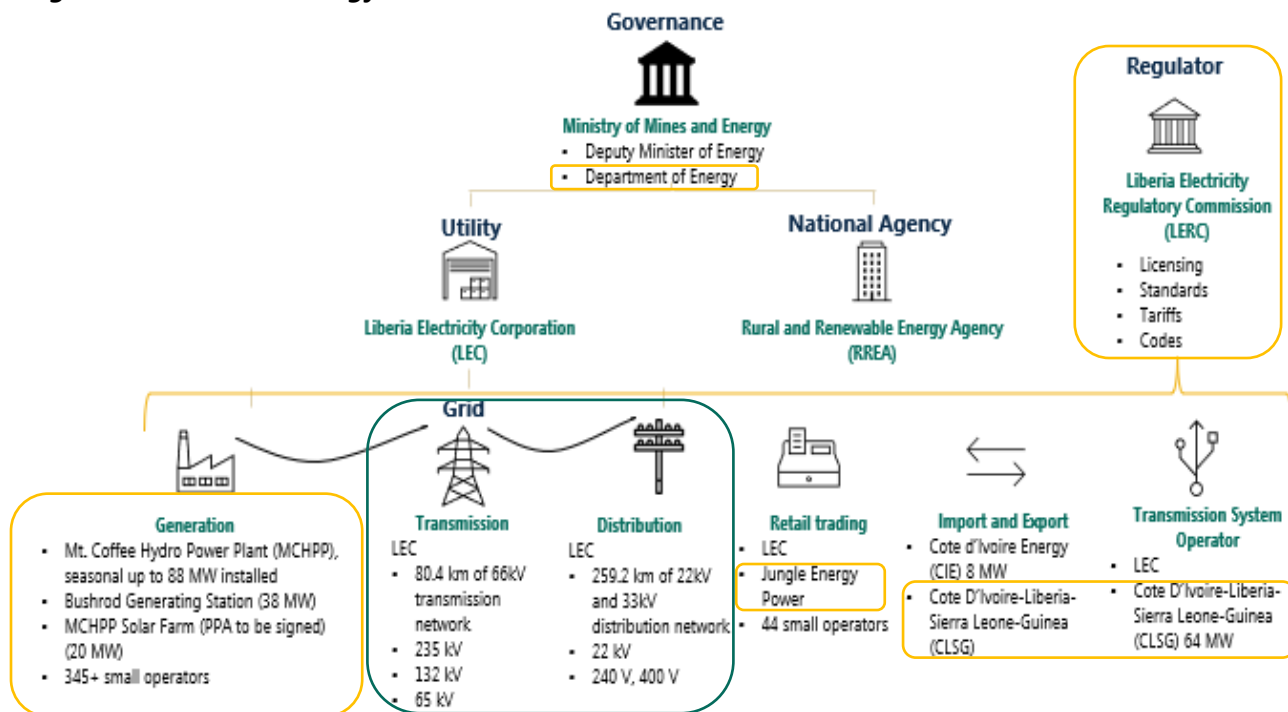 Governance
Ministry of Mines and Energy
▪ Deputy Minister of Energy
▪ Department of Energy
Regulator
Liberia Electricity
Regulatory Commission
(LERC)
▪ Licensing
▪ Standards
▪ Tariffs
▪ Codes
Utility
Liberia Electricity Corporation
(LEC)
National Agency
Rural and Renewable Energy Agency
(RREA)
Grid
Generation
▪ Mt. Coffee Hydro Power Plant (MCHPP),
seasonal up to 88 MW installed
▪ Bushrod Generating Station (38 MW)
▪ MCHPP Solar Farm (PPA to be signed)
(20 MW)
▪ 345+ small operators
Transmission
LEC
▪ 80.4 km of 66kV
transmission
network
▪ 235 kV
▪ 132 kV
▪ 65 kV
Distribution
LEC
▪ 259.2 km of 22kV
and 33kV
distribution network
▪ 22 kV
▪ 240 V, 400 V
Retail trading
▪ LEC
▪ Jungle Energy
Power
▪ 44 small operators
Import and Export
▪ Cote d'Ivoire Energy
(CIE) 8 MW
▪ Cote D'Ivoire-Liberia-
Sierra Leone-Guinea
(CLSG)
Transmission System
Operator
▪ LEC
▪ Cote D'Ivoire-Liberia-
Sierra Leone-Guinea
(CLSG) 64 MW